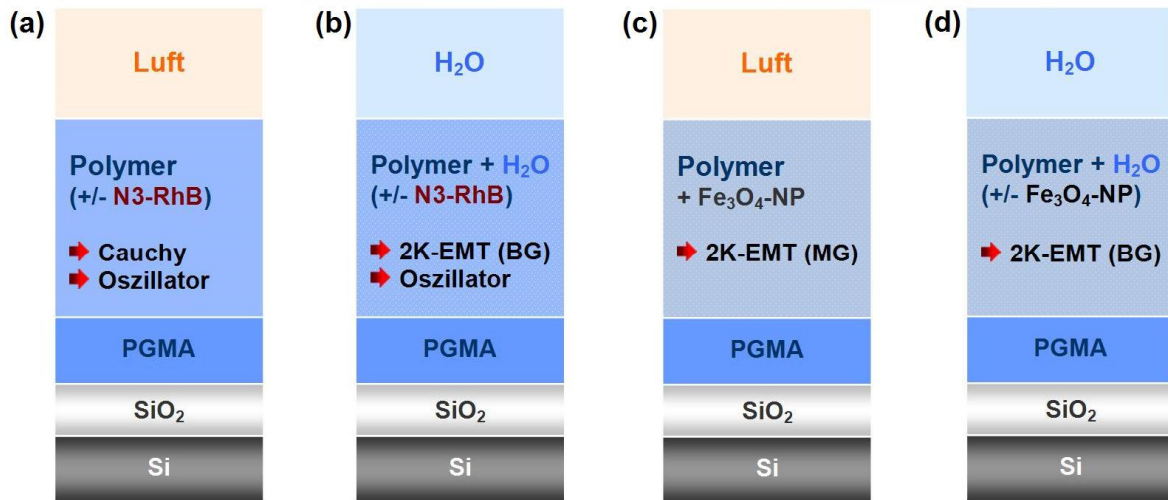 (a)
Luft
Polymer
(+/- N3-RhB)
Cauchy
Oszillator
PGMA
SiO₂
Si
(b)
H₂O
Polymer + H₂O
(+/- N3-RhB)
2K-EMT (BG)
Oszillator
PGMA
SiO₂
Si
(c)
Luft
Polymer
+ Fe₃O₄-NP
2K-EMT (MG)
PGMA
SiO₂
Si
(d)
H₂O
Polymer + H₂O
(+/- Fe₃O₄-NP)
2K-EMT (BG)
PGMA
SiO₂
Si